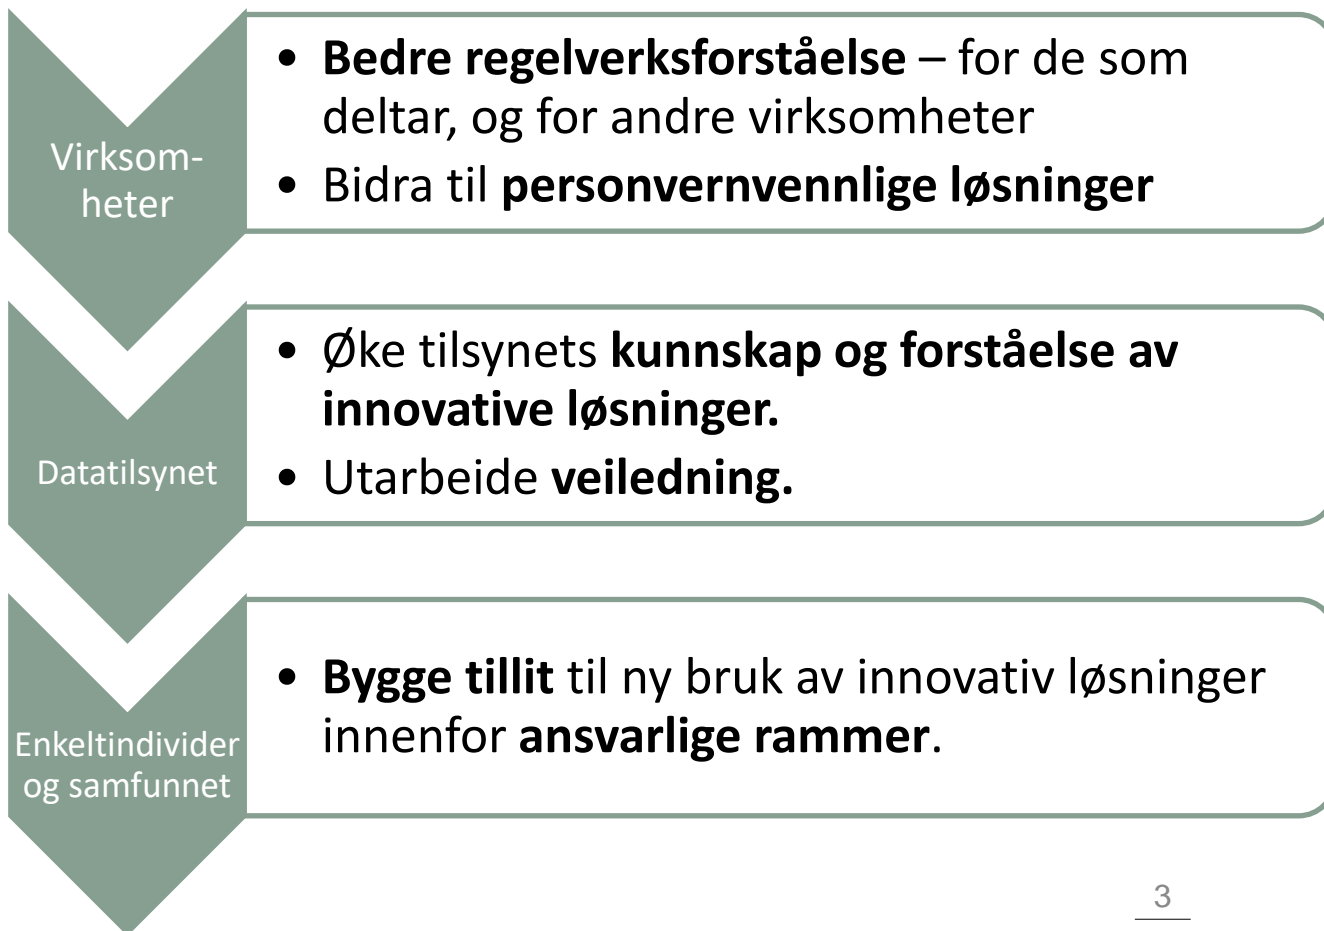 Virksom-
heter
• Bedre regelverksforståelse – for de som
deltar, og for andre virksomheter
• Bidra til personvernvennlige løsninger
Datatilsynet
• Øke tilsynets kunnskap og forståelse av
innovative løsninger.
• Utarbeide veiledning.
Enkeltindivider
og samfunnet
• Bygge tillit til ny bruk av innovativ løsninger
innenfor ansvarlige rammer.
3